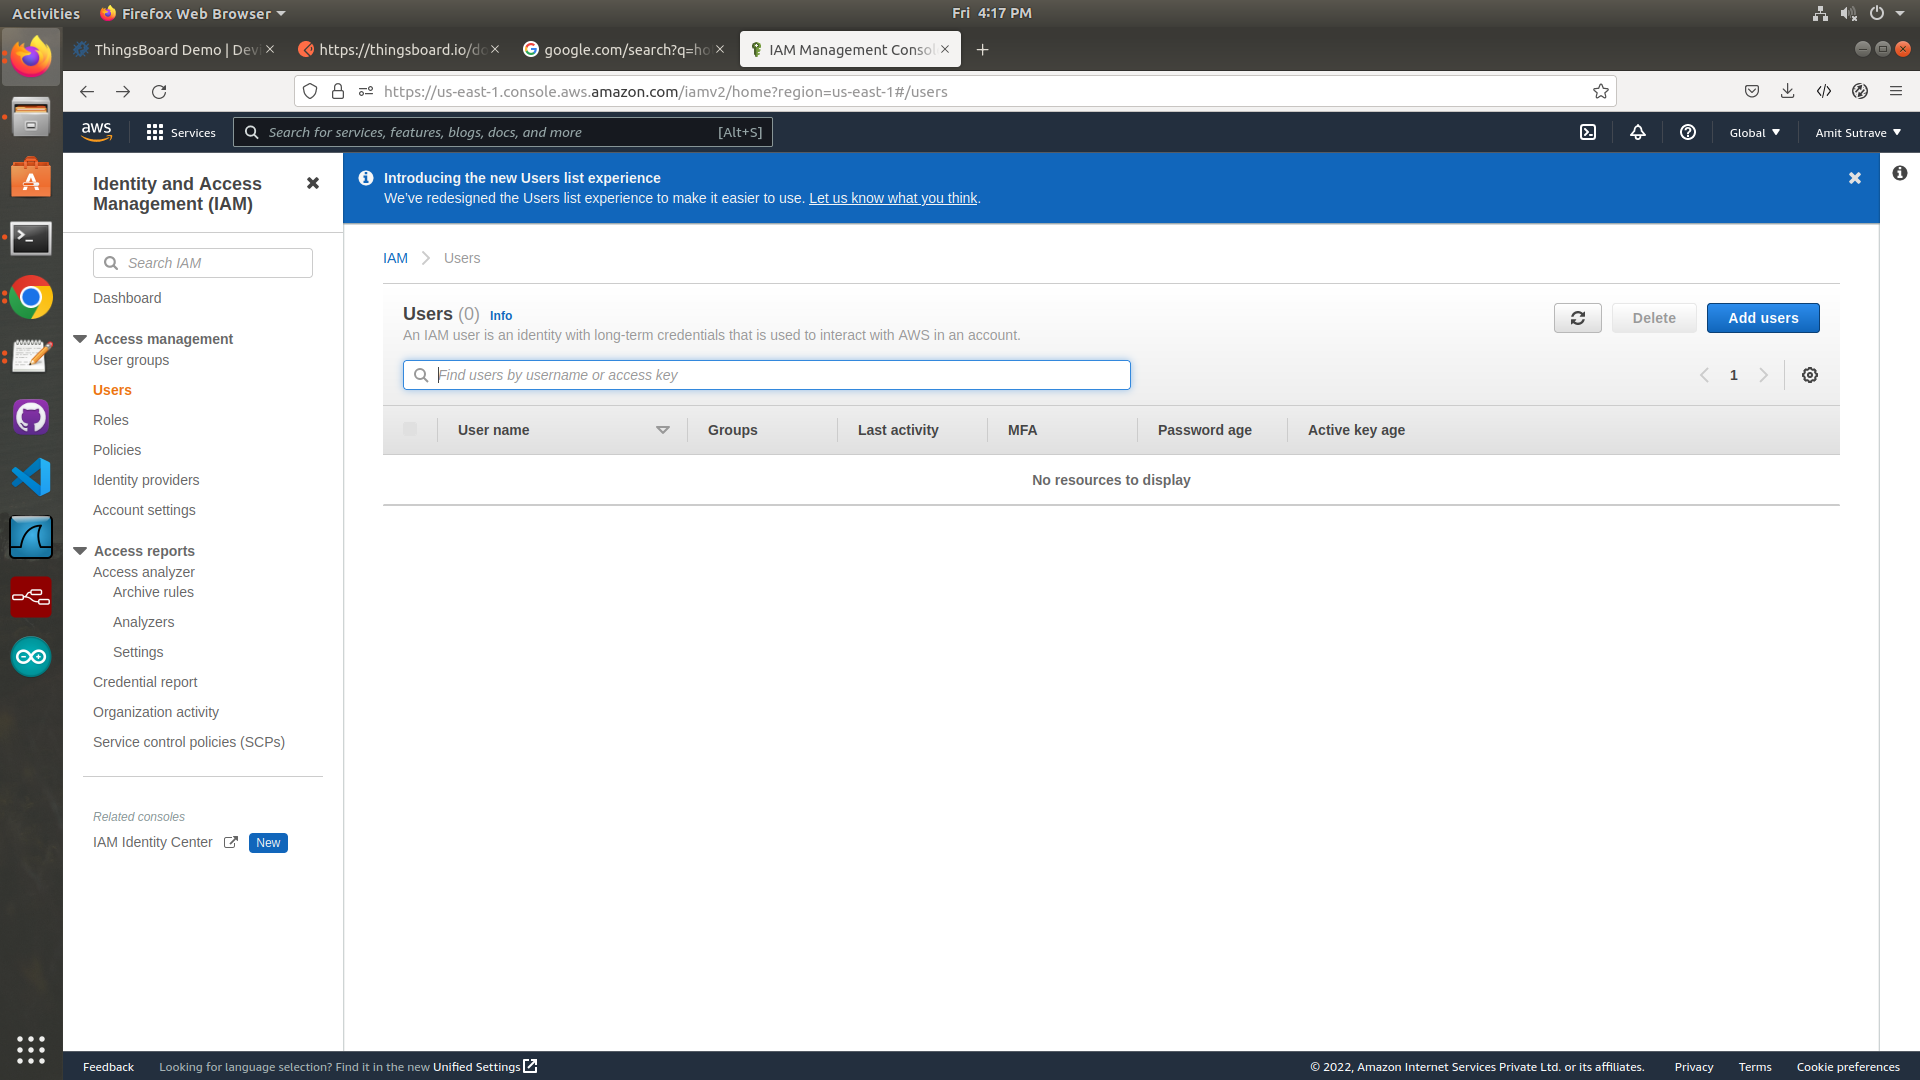 Activities
Firefox Web Browser
Fri 4:17 PM
ThingsBoard Demo | Devi
https://thingsboard.io/do
google.com/search?q=ho
IAM Management Consol
https://us-east-1.console.aws.amazon.com/iamv2/home?region=us-east-1#/users
aws
Services
Search for services, features, blogs, docs, and more
[Alt+S]
Global
Amit Sutrave
Identity and Access
Management (IAM)
Search IAM
Dashboard
Access management
User groups
Users
Roles
Policies
Identity providers
Account settings
Access reports
Access analyzer
Archive rules
Analyzers
Settings
Credential report
Organization activity
Service control policies (SCPs)
Related consoles
IAM Identity Center
New
Introducing the new Users list experience
We've redesigned the Users list experience to make it easier to use. Let us know what you think.
IAM
Users
Users (0) Info
An IAM user is an identity with long-term credentials that is used to interact with AWS in an account.
Delete
Add users
Find users by username or access key
1
User name
Groups
Last activity
MFA
Password age
Active key age
No resources to display
Feedback
Looking for language selection? Find it in the new Unified Settings
© 2022, Amazon Internet Services Private Ltd. or its affiliates.
Privacy
Terms
Cookie preferences